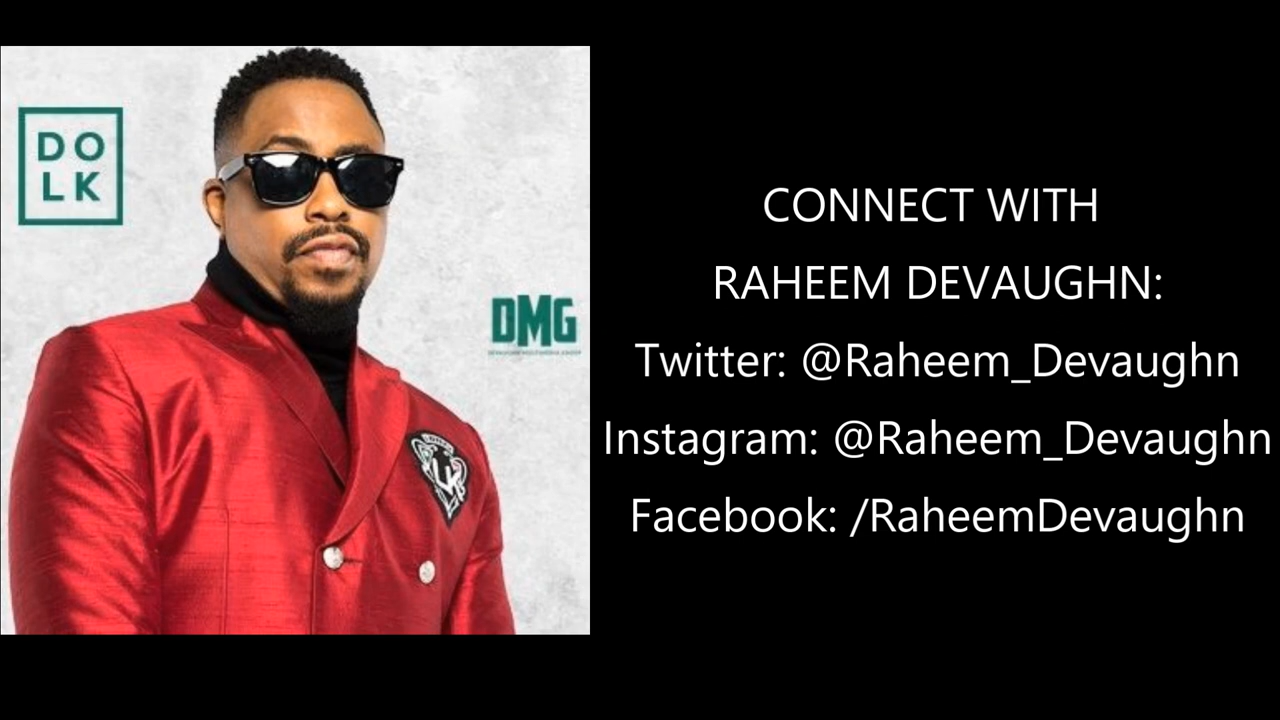 DO
LK
DMG
CONNECT WITH
RAHEEM DEVAUGHN:
Twitter: @Raheem_Devaughn
Instagram: @Raheem_Devaughn
Facebook: /RaheemDevaughn